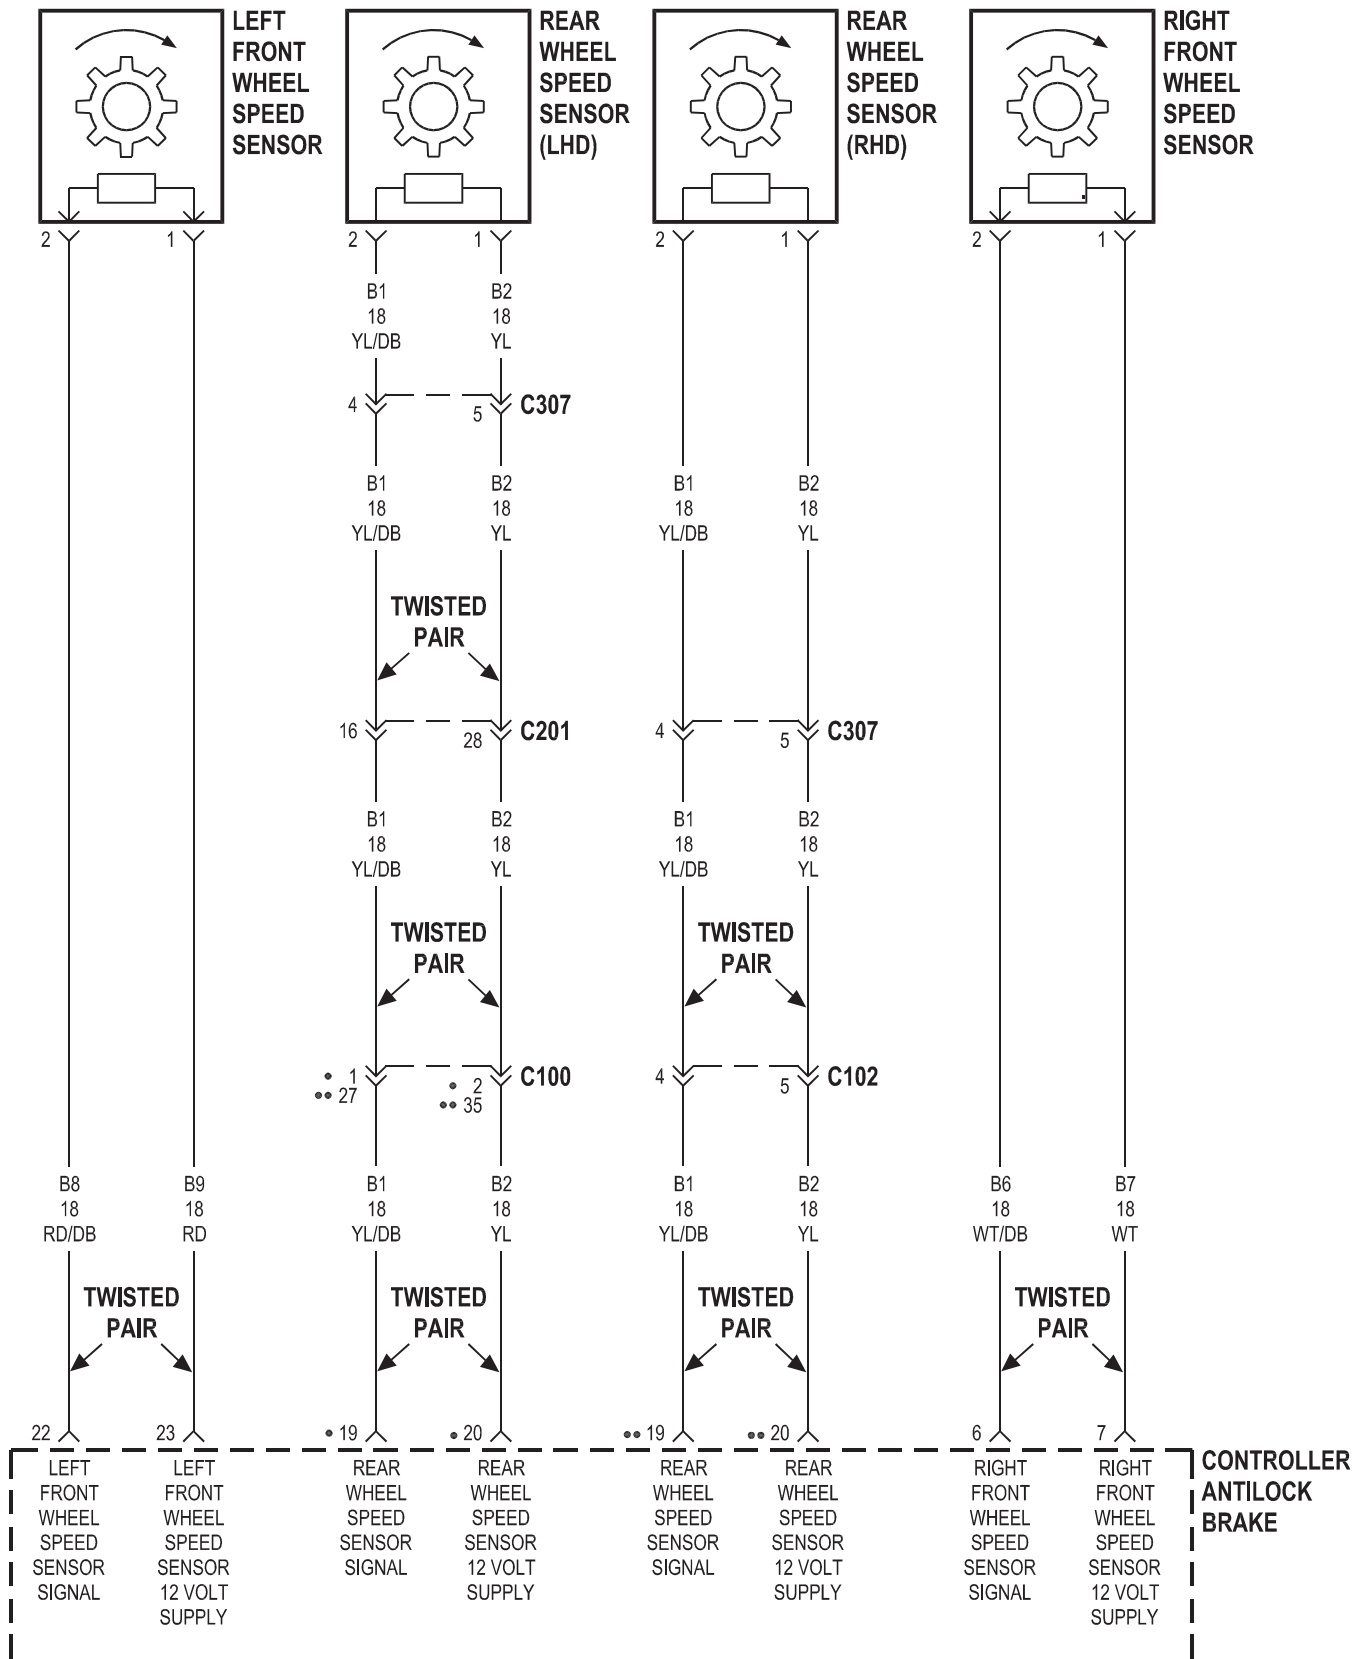 LEFT
FRONT
WHEEL
SPEED
SENSOR
REAR
WHEEL
SPEED
SENSOR
(LHD)
REAR
WHEEL
SPEED
SENSOR
(RHD)
RIGHT
FRONT
WHEEL
SPEED
SENSOR
2 1 2 1 2 1 2 1
B1 B2
18 18
YL/DB YL
4 5 C307
B1 B2 B1 B2
18 18 18 18
YL/DB YL YL/DB YL
TWISTED
PAIR
16 28 C201 4 5 C307
B1 B2 B1 B2
18 18 18 18
YL/DB YL YL/DB YL
TWISTED TWISTED
PAIR PAIR
• 1 • 2 C100 4 5 C102
•• 27 •• 35
B8 B9 B1 B2 B1 B2 B6 B7
18 18 18 18 18 18 18 18
RD/DB RD YL/DB YL YL/DB YL WT/DB WT
TWISTED TWISTED TWISTED TWISTED
PAIR PAIR PAIR PAIR
22 23 • 19 • 20 •• 19 •• 20 6 7
CONTROLLER
ANTILOCK
BRAKE
LEFT
FRONT
WHEEL
SPEED
SENSOR
SIGNAL
LEFT
FRONT
WHEEL
SPEED
SENSOR
12 VOLT
SUPPLY
REAR
WHEEL
SPEED
SENSOR
SIGNAL
REAR
WHEEL
SPEED
SENSOR
12 VOLT
SUPPLY
REAR
WHEEL
SPEED
SENSOR
SIGNAL
REAR
WHEEL
SPEED
SENSOR
12 VOLT
SUPPLY
RIGHT
FRONT
WHEEL
SPEED
SENSOR
SIGNAL
RIGHT
FRONT
WHEEL
SPEED
SENSOR
12 VOLT
SUPPLY